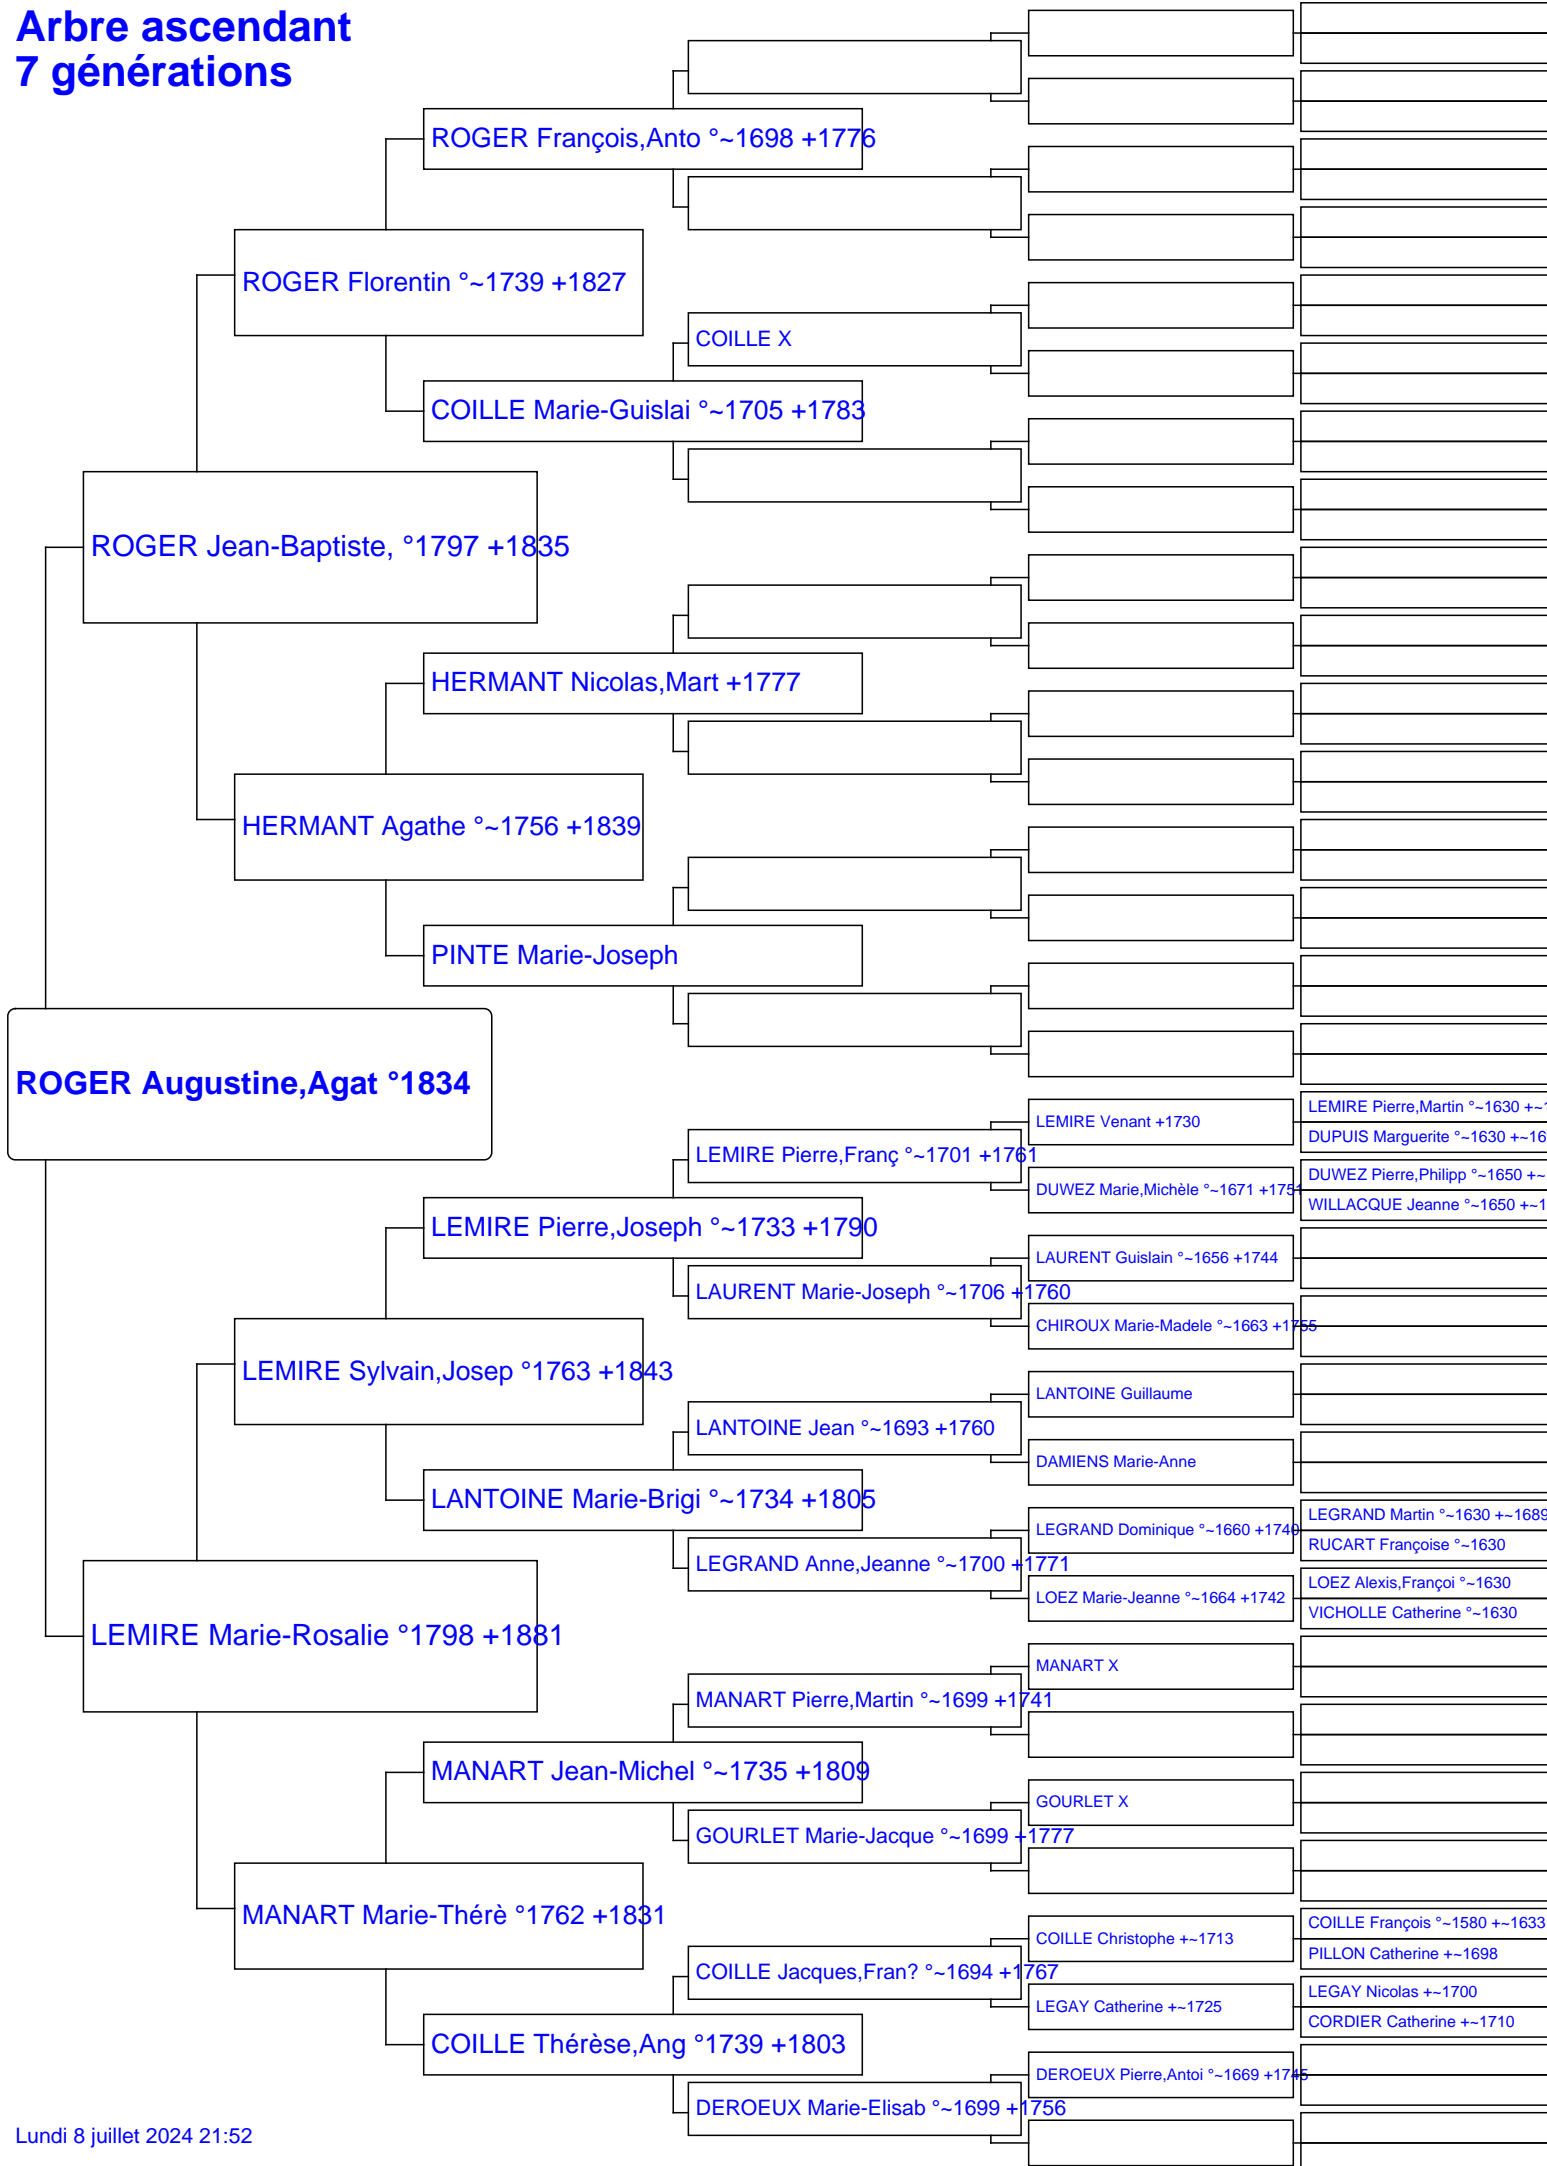 Arbre ascendant
7 générations
ROGER François,Anto °~1698 +1776
ROGER Florentin °~1739 +1827
COILLE X
COILLE Marie-Guislai °~1705 +1783
ROGER Jean-Baptiste, °1797 +1835
HERMANT Nicolas,Mart +1777
HERMANT Agathe °~1756 +1839
PINTE Marie-Joseph
ROGER Augustine,Agat °1834
LEMIRE Pierre,Martin °~1630 +~1
LEMIRE Venant +1730
DUPUIS Marguerite °~1630 +~16
LEMIRE Pierre,Franç °~1701 +1761
DUWEZ Pierre,Philipp °~1650 +~
DUWEZ Marie,Michèle °~1671 +1751
WILLACQUE Jeanne °~1650 +~1
LEMIRE Pierre,Joseph °~1733 +1790
LAURENT Guislain °~1656 +1744
LAURENT Marie-Joseph °~1706 +1760
CHIROUX Marie-Madele °~1663 +1755
LEMIRE Sylvain,Josep °1763 +1843
LANTOINE Guillaume
LANTOINE Jean °~1693 +1760
DAMIENS Marie-Anne
LANTOINE Marie-Brigi °~1734 +1805
LEGRAND Martin °~1630 +~1689
LEGRAND Dominique °~1660 +1740
RUCART Françoise °~1630
LEGRAND Anne,Jeanne °~1700 +1771
LOEZ Alexis,Françoi °~1630
LOEZ Marie-Jeanne °~1664 +1742
VICHOLLE Catherine °~1630
LEMIRE Marie-Rosalie °1798 +1881
MANART X
MANART Pierre,Martin °~1699 +1741
MANART Jean-Michel °~1735 +1809
GOURLET X
GOURLET Marie-Jacque °~1699 +1777
MANART Marie-Thérè °1762 +1831
COILLE François °~1580 +~1633
COILLE Christophe +~1713
PILLON Catherine +~1698
COILLE Jacques,Fran? °~1694 +1767
LEGAY Nicolas +~1700
LEGAY Catherine +~1725
CORDIER Catherine +~1710
COILLE Thérèse,Ang °1739 +1803
DEROEUX Pierre,Antoi °~1669 +1745
DEROEUX Marie-Elisab °~1699 +1756
Lundi 8 juillet 2024 21:52